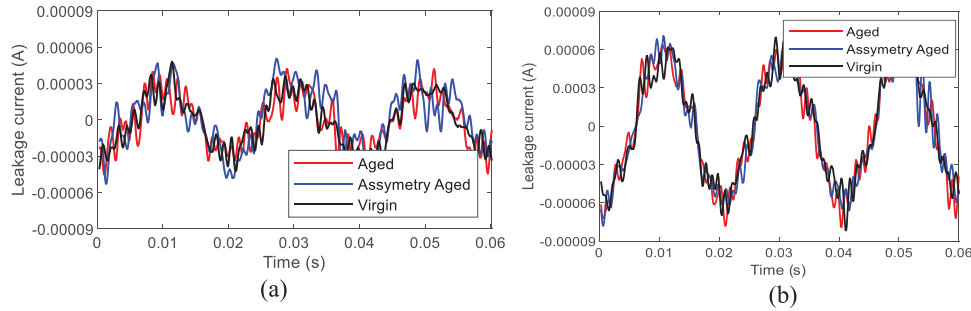 0.00009
0.00006
0.00003
0
-0.00003
-0.00006
-0.00009
Leakage current (A)
Aged
Assymetry Aged
Virgin
0 0.01 0.02 0.03 0.04 0.05 0.06
Time (s)
(a)
0.00009
0.00006
0.00003
0
-0.00003
-0.00006
-0.00009
Leakage current (A)
Aged
Assymetry Aged
Virgin
0 0.01 0.02 0.03 0.04 0.05 0.06
Time (s)
(b)